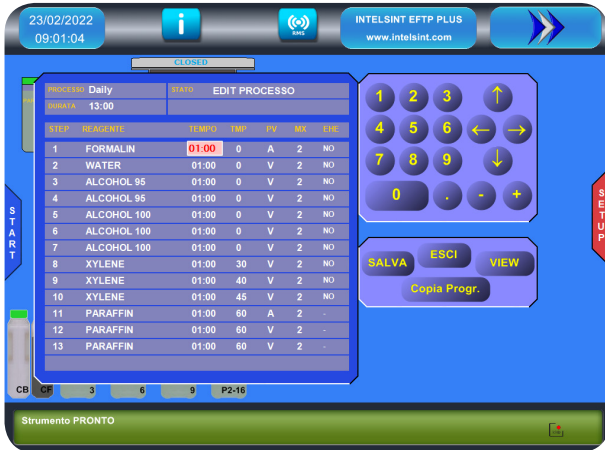 23/02/2022
09:01:04
i
RMS
INTELSINT EFTP PLUS
www.intelsint.com
CLOSED
PROCESSO Daily STATO EDIT PROCESSO
DURATA 13:00
STEP REAGENTE TEMPO TMP PV MX EHE
1 FORMALIN 01:00 0 A 2 NO
2 WATER 01:00 0 V 2 NO
3 ALCOHOL 95 01:00 0 V 2 NO
4 ALCOHOL 95 01:00 0 V 2 NO
5 ALCOHOL 100 01:00 0 V 2 NO
6 ALCOHOL 100 01:00 0 V 2 NO
7 ALCOHOL 100 01:00 0 V 2 NO
8 XYLENE 01:00 30 V 2 NO
9 XYLENE 01:00 40 V 2 NO
10 XYLENE 01:00 45 V 2 NO
11 PARAFFIN 01:00 60 A 2 -
12 PARAFFIN 01:00 60 V 2 -
13 PARAFFIN 01:00 60 V 2 -
1 2 3 ↑
4 5 6 ← →
7 8 9 ↓
0 . - +
SALVA ESCI VIEW
Copia Progr.
START
SETUP
CB CF 3 6 9 P2-16
Strumento PRONTO